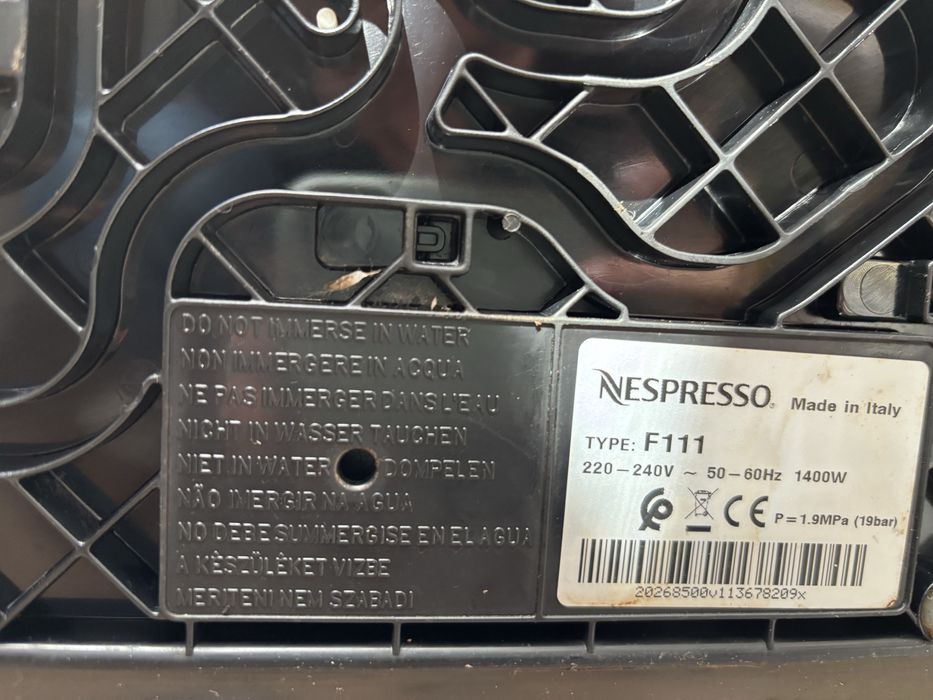 DO NOT IMMERSE IN WATER
NON IMMERGERE IN ACQUA
NE PAS IMMERGER DANS L'EAU
NICHT IN WASSER TAUCHEN
NIET IN WATER DOMPELEN
NÃO IMERGIR NA AGUA
NO DEBE SUMMERGISE EN EL AGUA
A KÉSZÜLÉKET VIZBE
MERITENI NEM SZABADI
NESPRESSO. Made in Italy
TYPE: F111
220-240V ~ 50-60Hz 1400W
CE P=1.9MPa (19bar)
20268500v113678209x